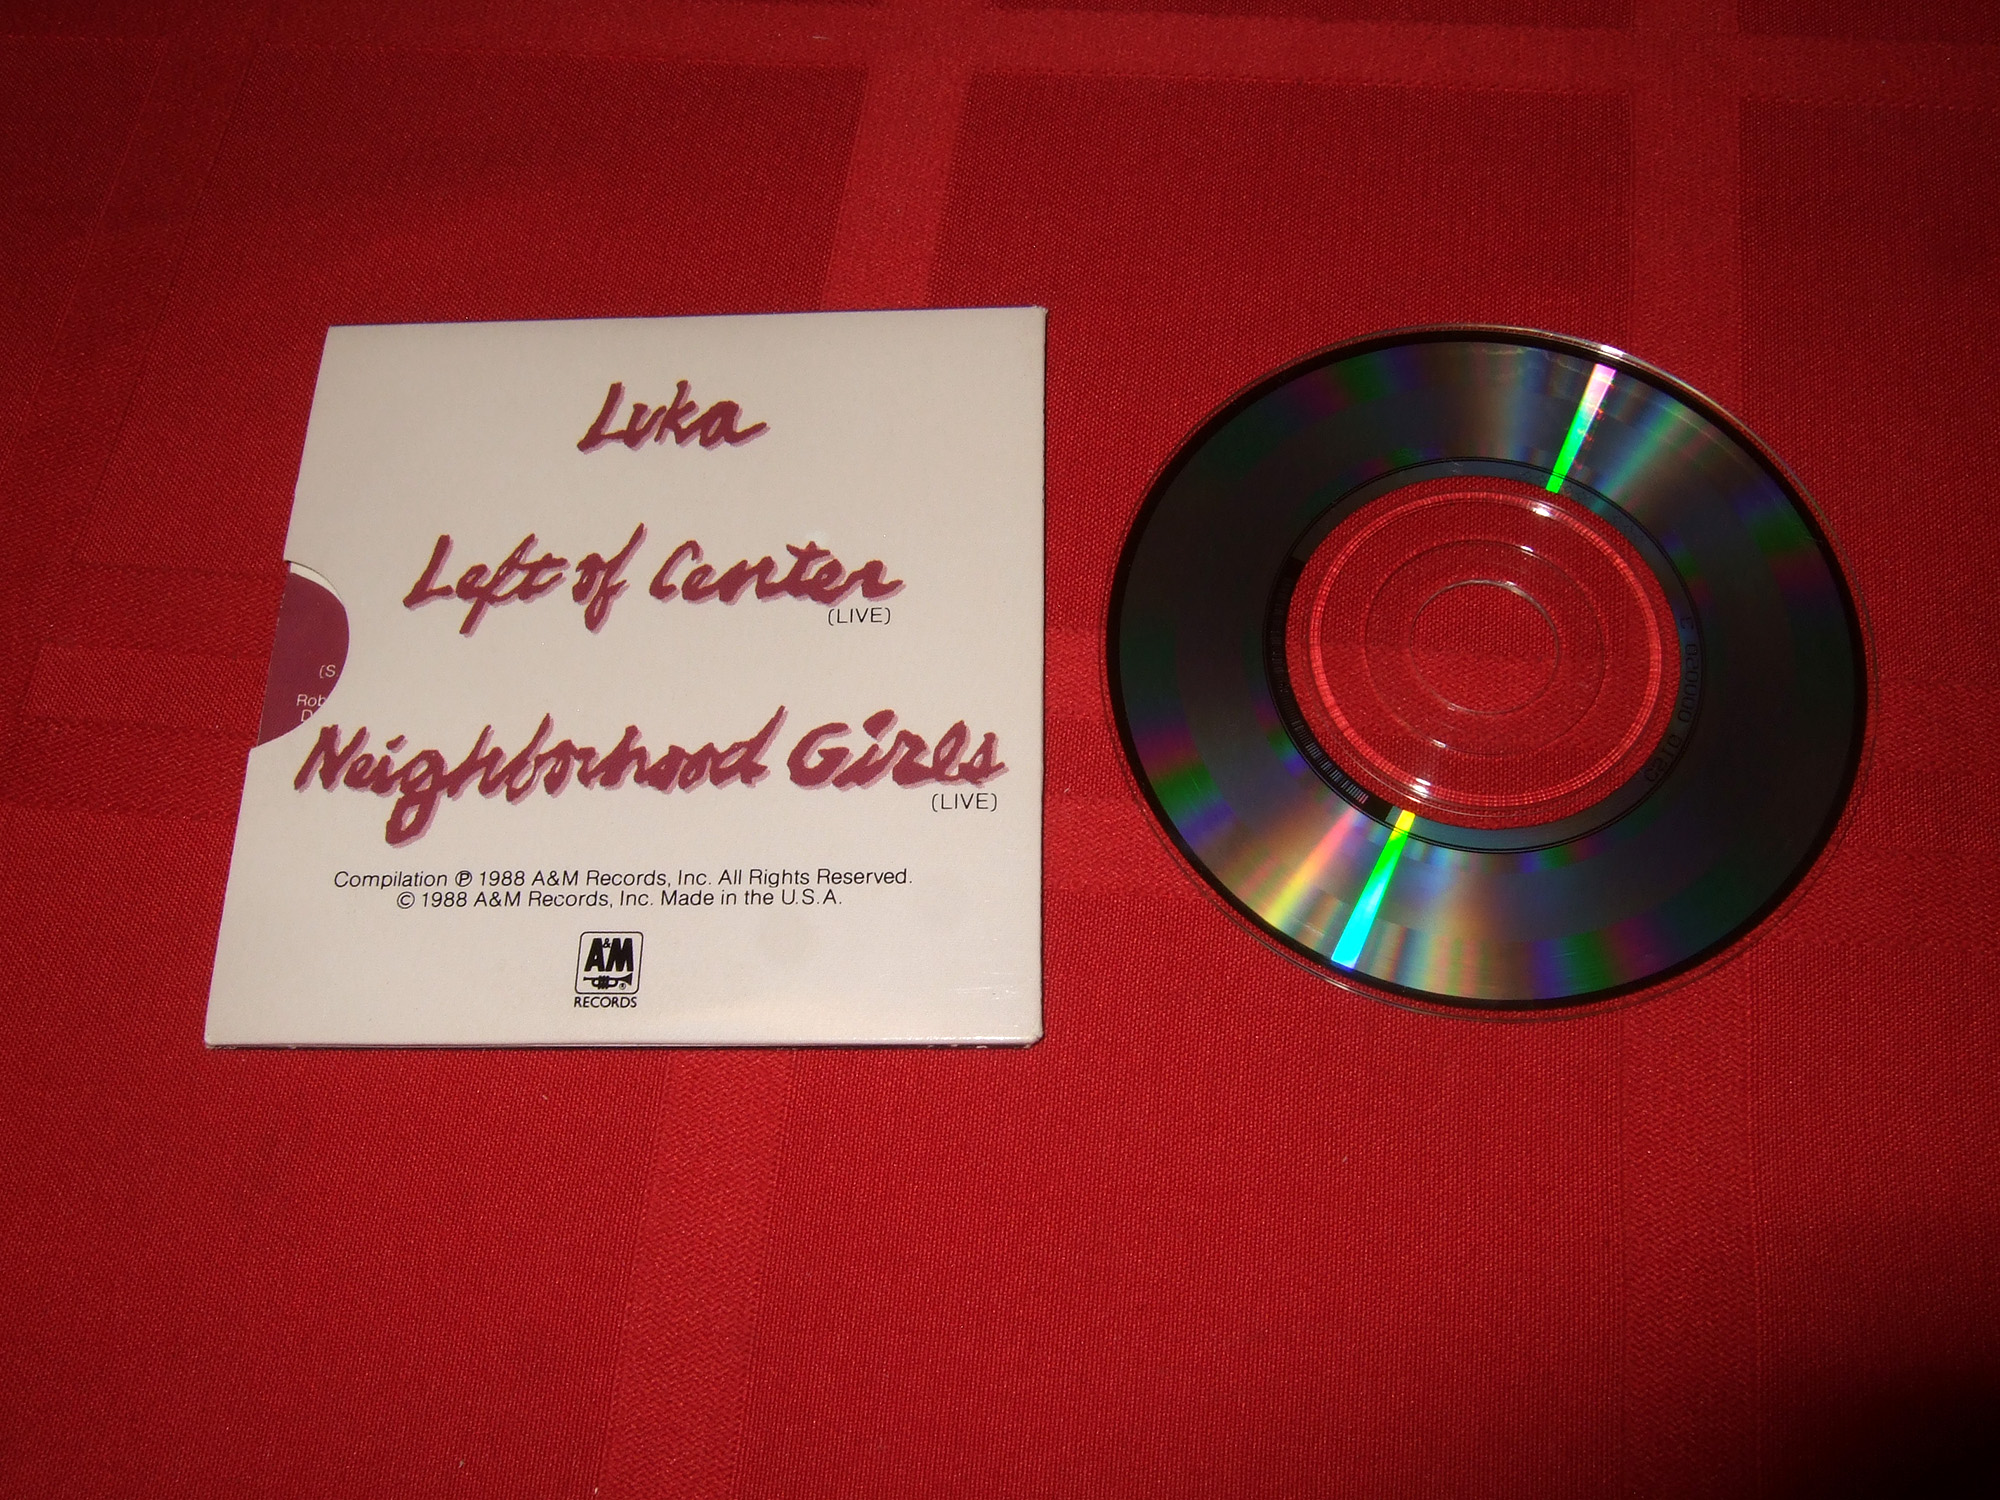 Luka
Left of Center
(LIVE)
Neighborhood Girls
(LIVE)
(S
Rob
D
Compilation ℗ 1988 A&M Records, Inc. All Rights Reserved.
© 1988 A&M Records, Inc. Made in the U.S.A.
A&M
®
RECORDS